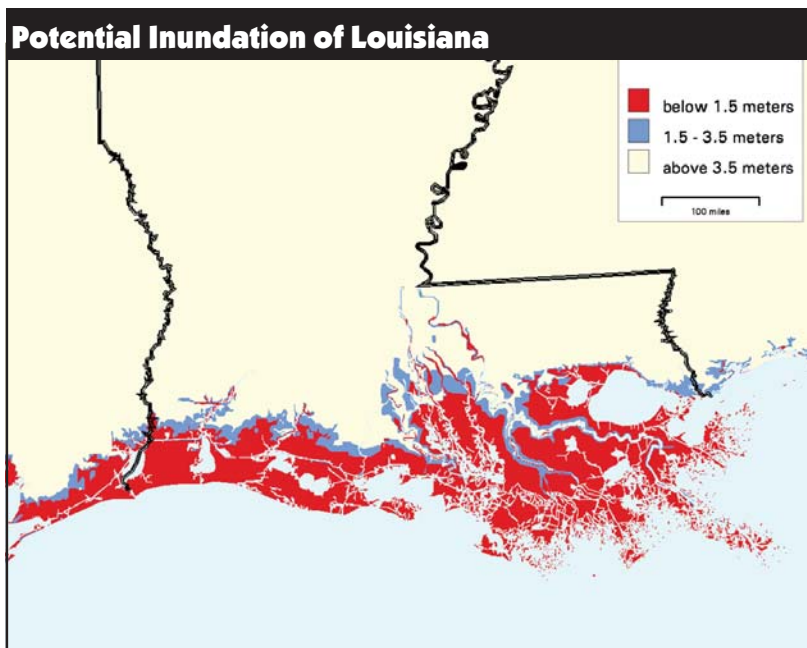 Potential Inundation of Louisiana
below 1.5 meters
1.5 - 3.5 meters
above 3.5 meters
100 miles